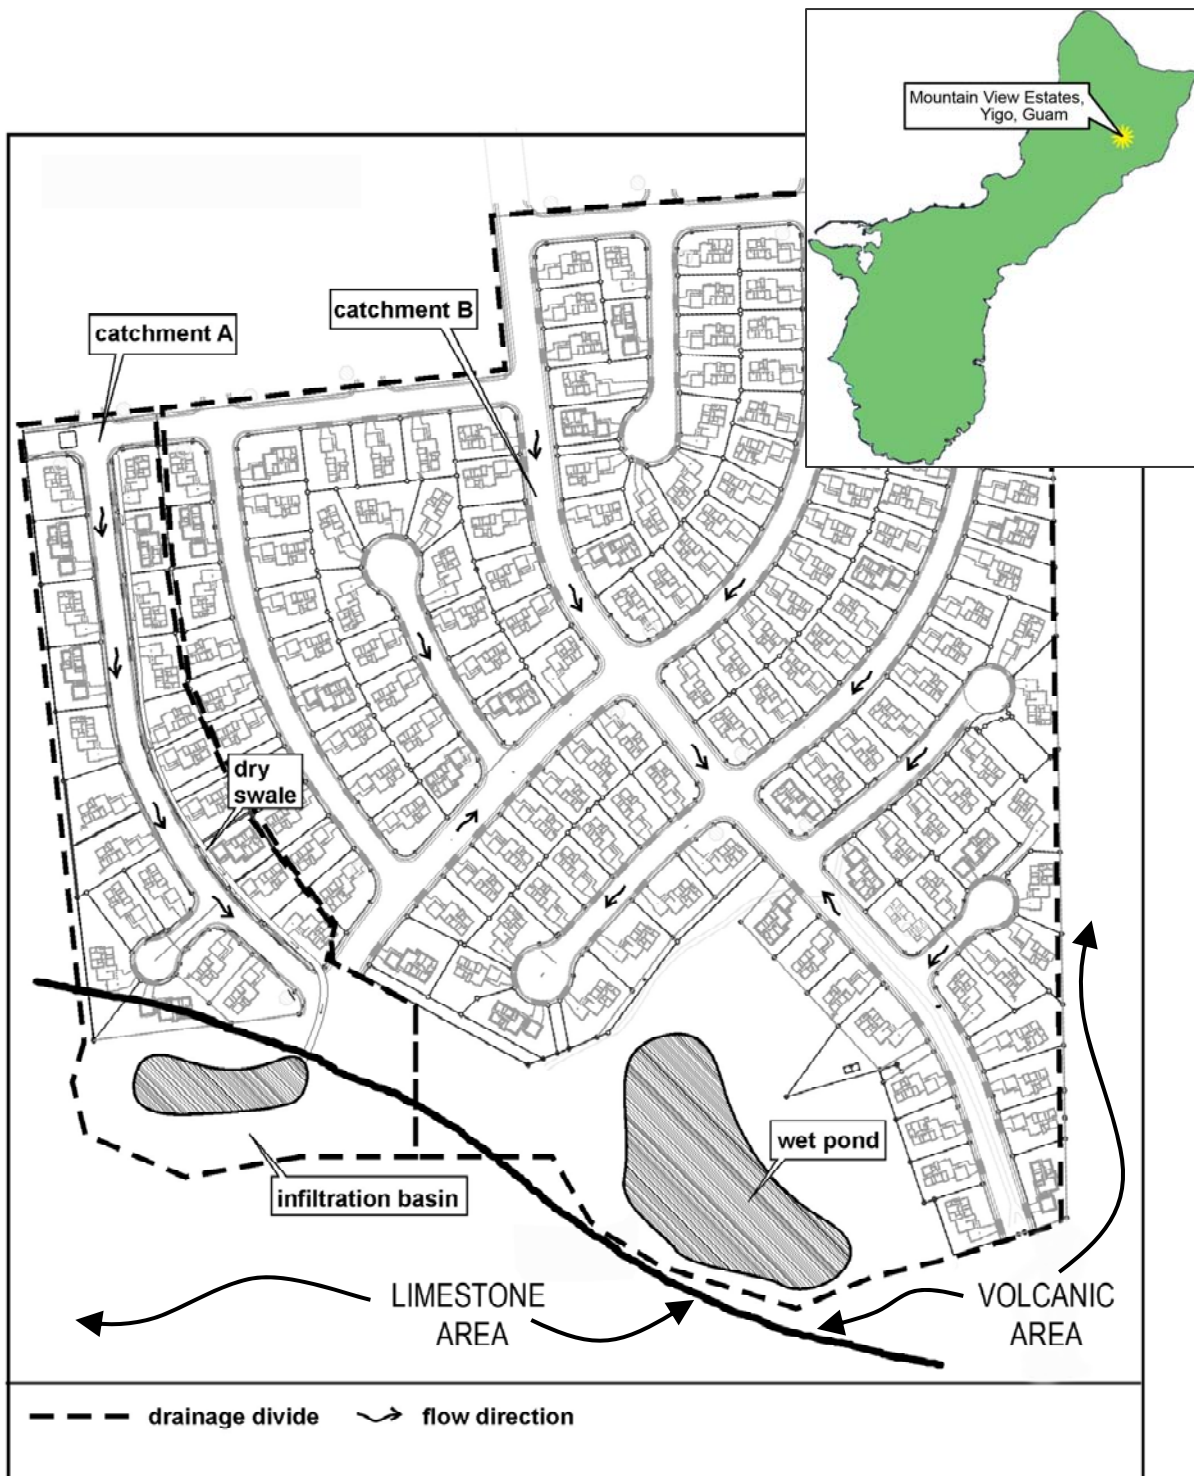 Mountain View Estates,
Yigo, Guam
catchment B
catchment A
dry
swale
wet pond
infiltration basin
LIMESTONE
AREA
VOLCANIC
AREA
drainage divide
flow direction